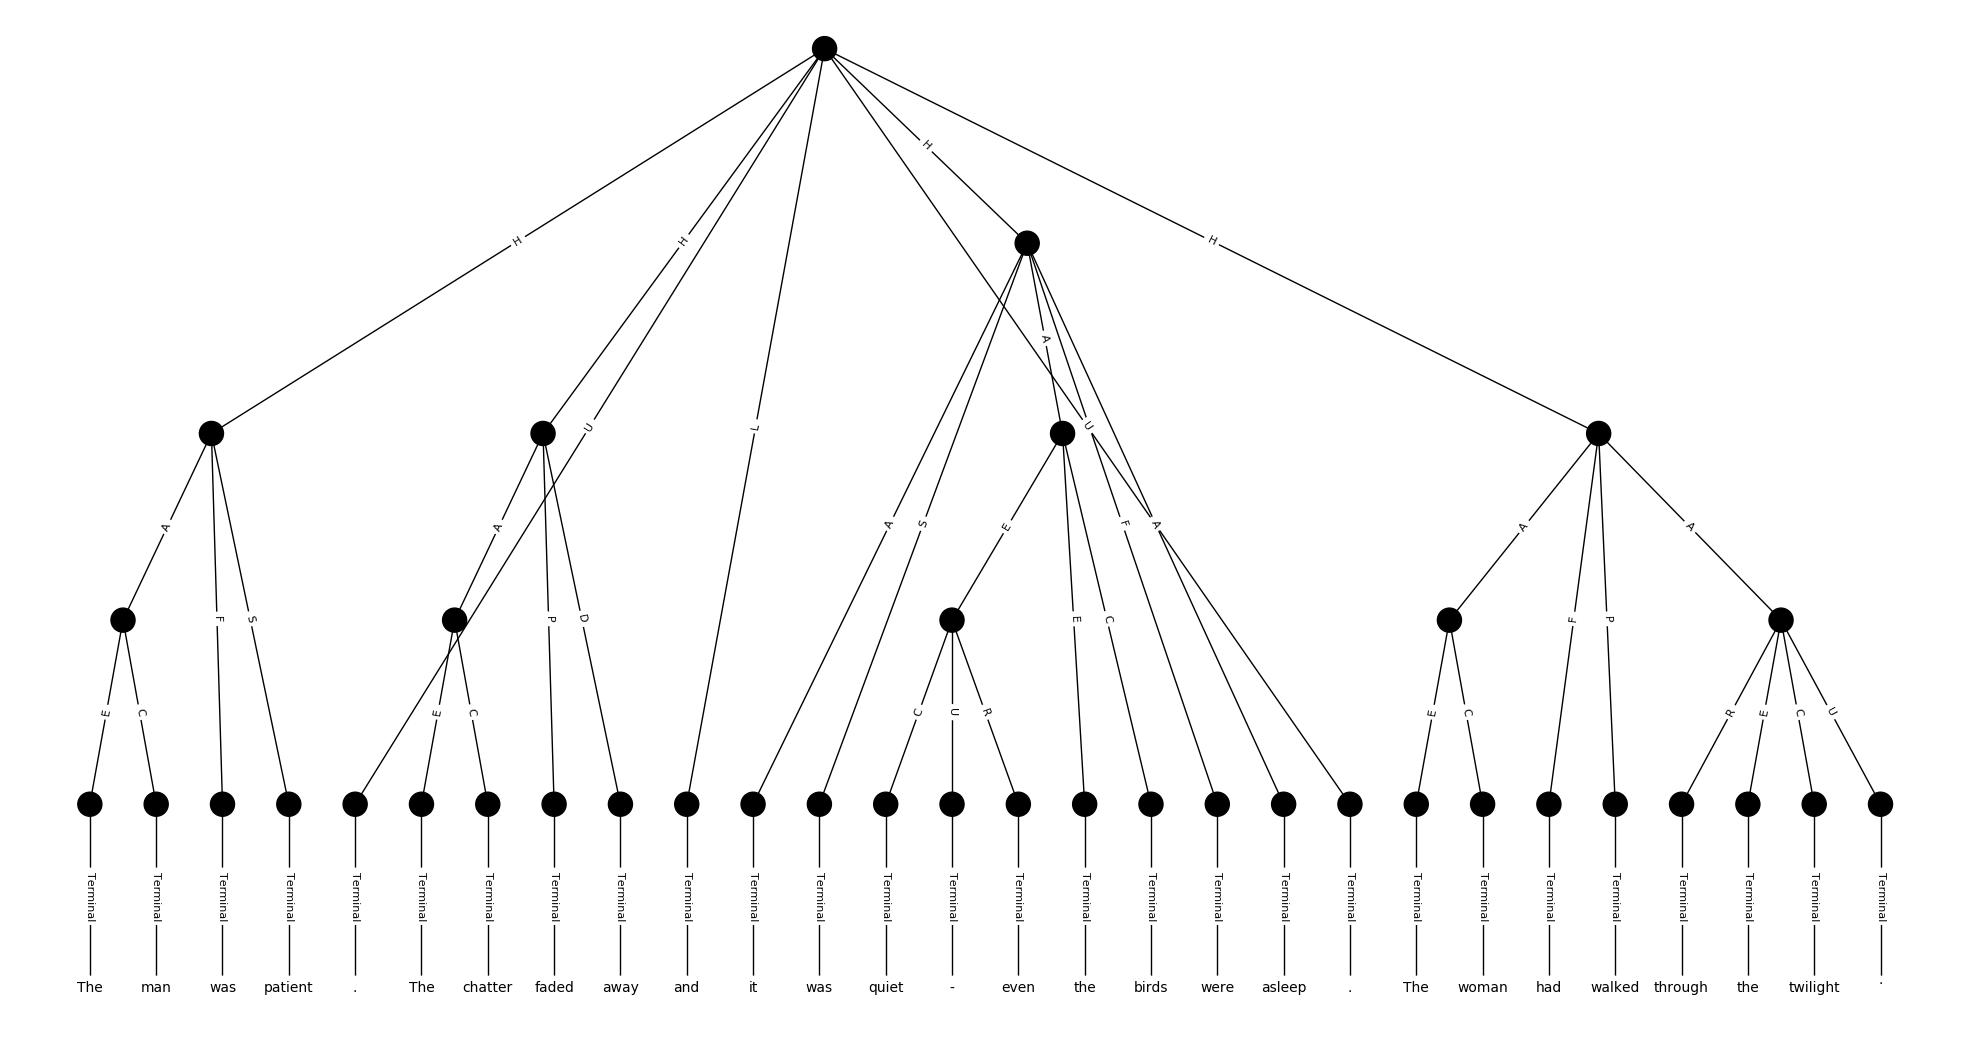 H
H H
A
U L U
A A A S E F A A A
F S P D E C F P
E C E C C U R E C R E C U
Terminal Terminal Terminal Terminal Terminal Terminal Terminal Terminal Terminal Terminal Terminal Terminal Terminal Terminal Terminal Terminal Terminal Terminal Terminal Terminal Terminal Terminal Terminal Terminal Terminal Terminal Terminal Terminal
The man was patient . The chatter faded away and it was quiet - even the birds were asleep . The woman had walked through the twilight .